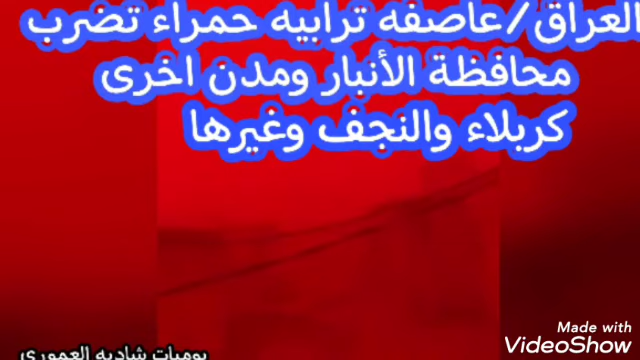 العراق/عاصفه ترابيه حمراء تضرب
محافظة الأنبار ومدن اخرى
كربلاء والنجف وغيرها
يوميات شاديه العموري
Made with
VideoShow